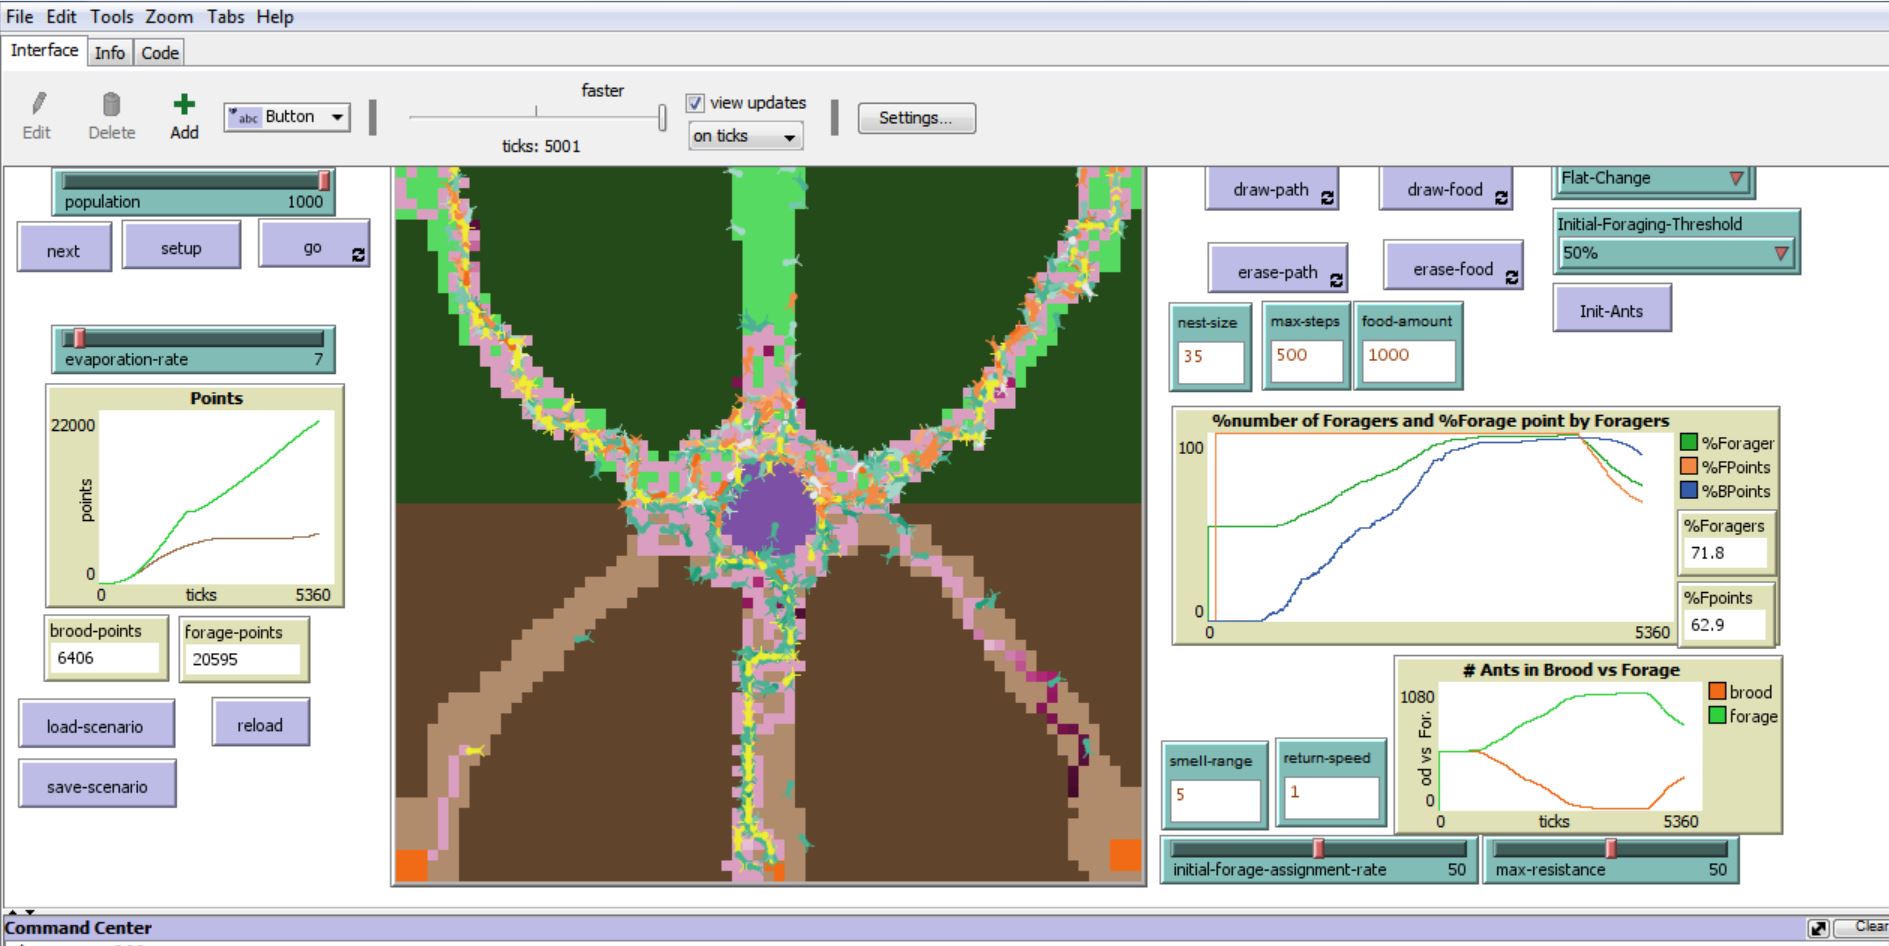 File Edit Tools Zoom Tabs Help
Interface Info Code
Edit Delete Add abc Button
faster
ticks: 5001
view updates
on ticks
Settings...
population 1000
next setup go
evaporation-rate 7
Points
22000
points
0
0 ticks 5360
brood-points
6406
forage-points
20595
load-scenario reload
save-scenario
draw-path draw-food
Flat-Change
erase-path erase-food
Initial-Foraging-Threshold
50%
Init-Ants
nest-size
35
max-steps
500
food-amount
1000
%number of Foragers and %Forage point by Foragers
100
0
0 5360
%Forager
%FPoints
%BPoints
%Foragers
71.8
%Fpoints
62.9
# Ants in Brood vs Forage
1080
od vs For.
0
0 ticks 5360
brood
forage
smell-range
5
return-speed
1
initial-forage-assignment-rate 50
max-resistance 50
Command Center
Clear